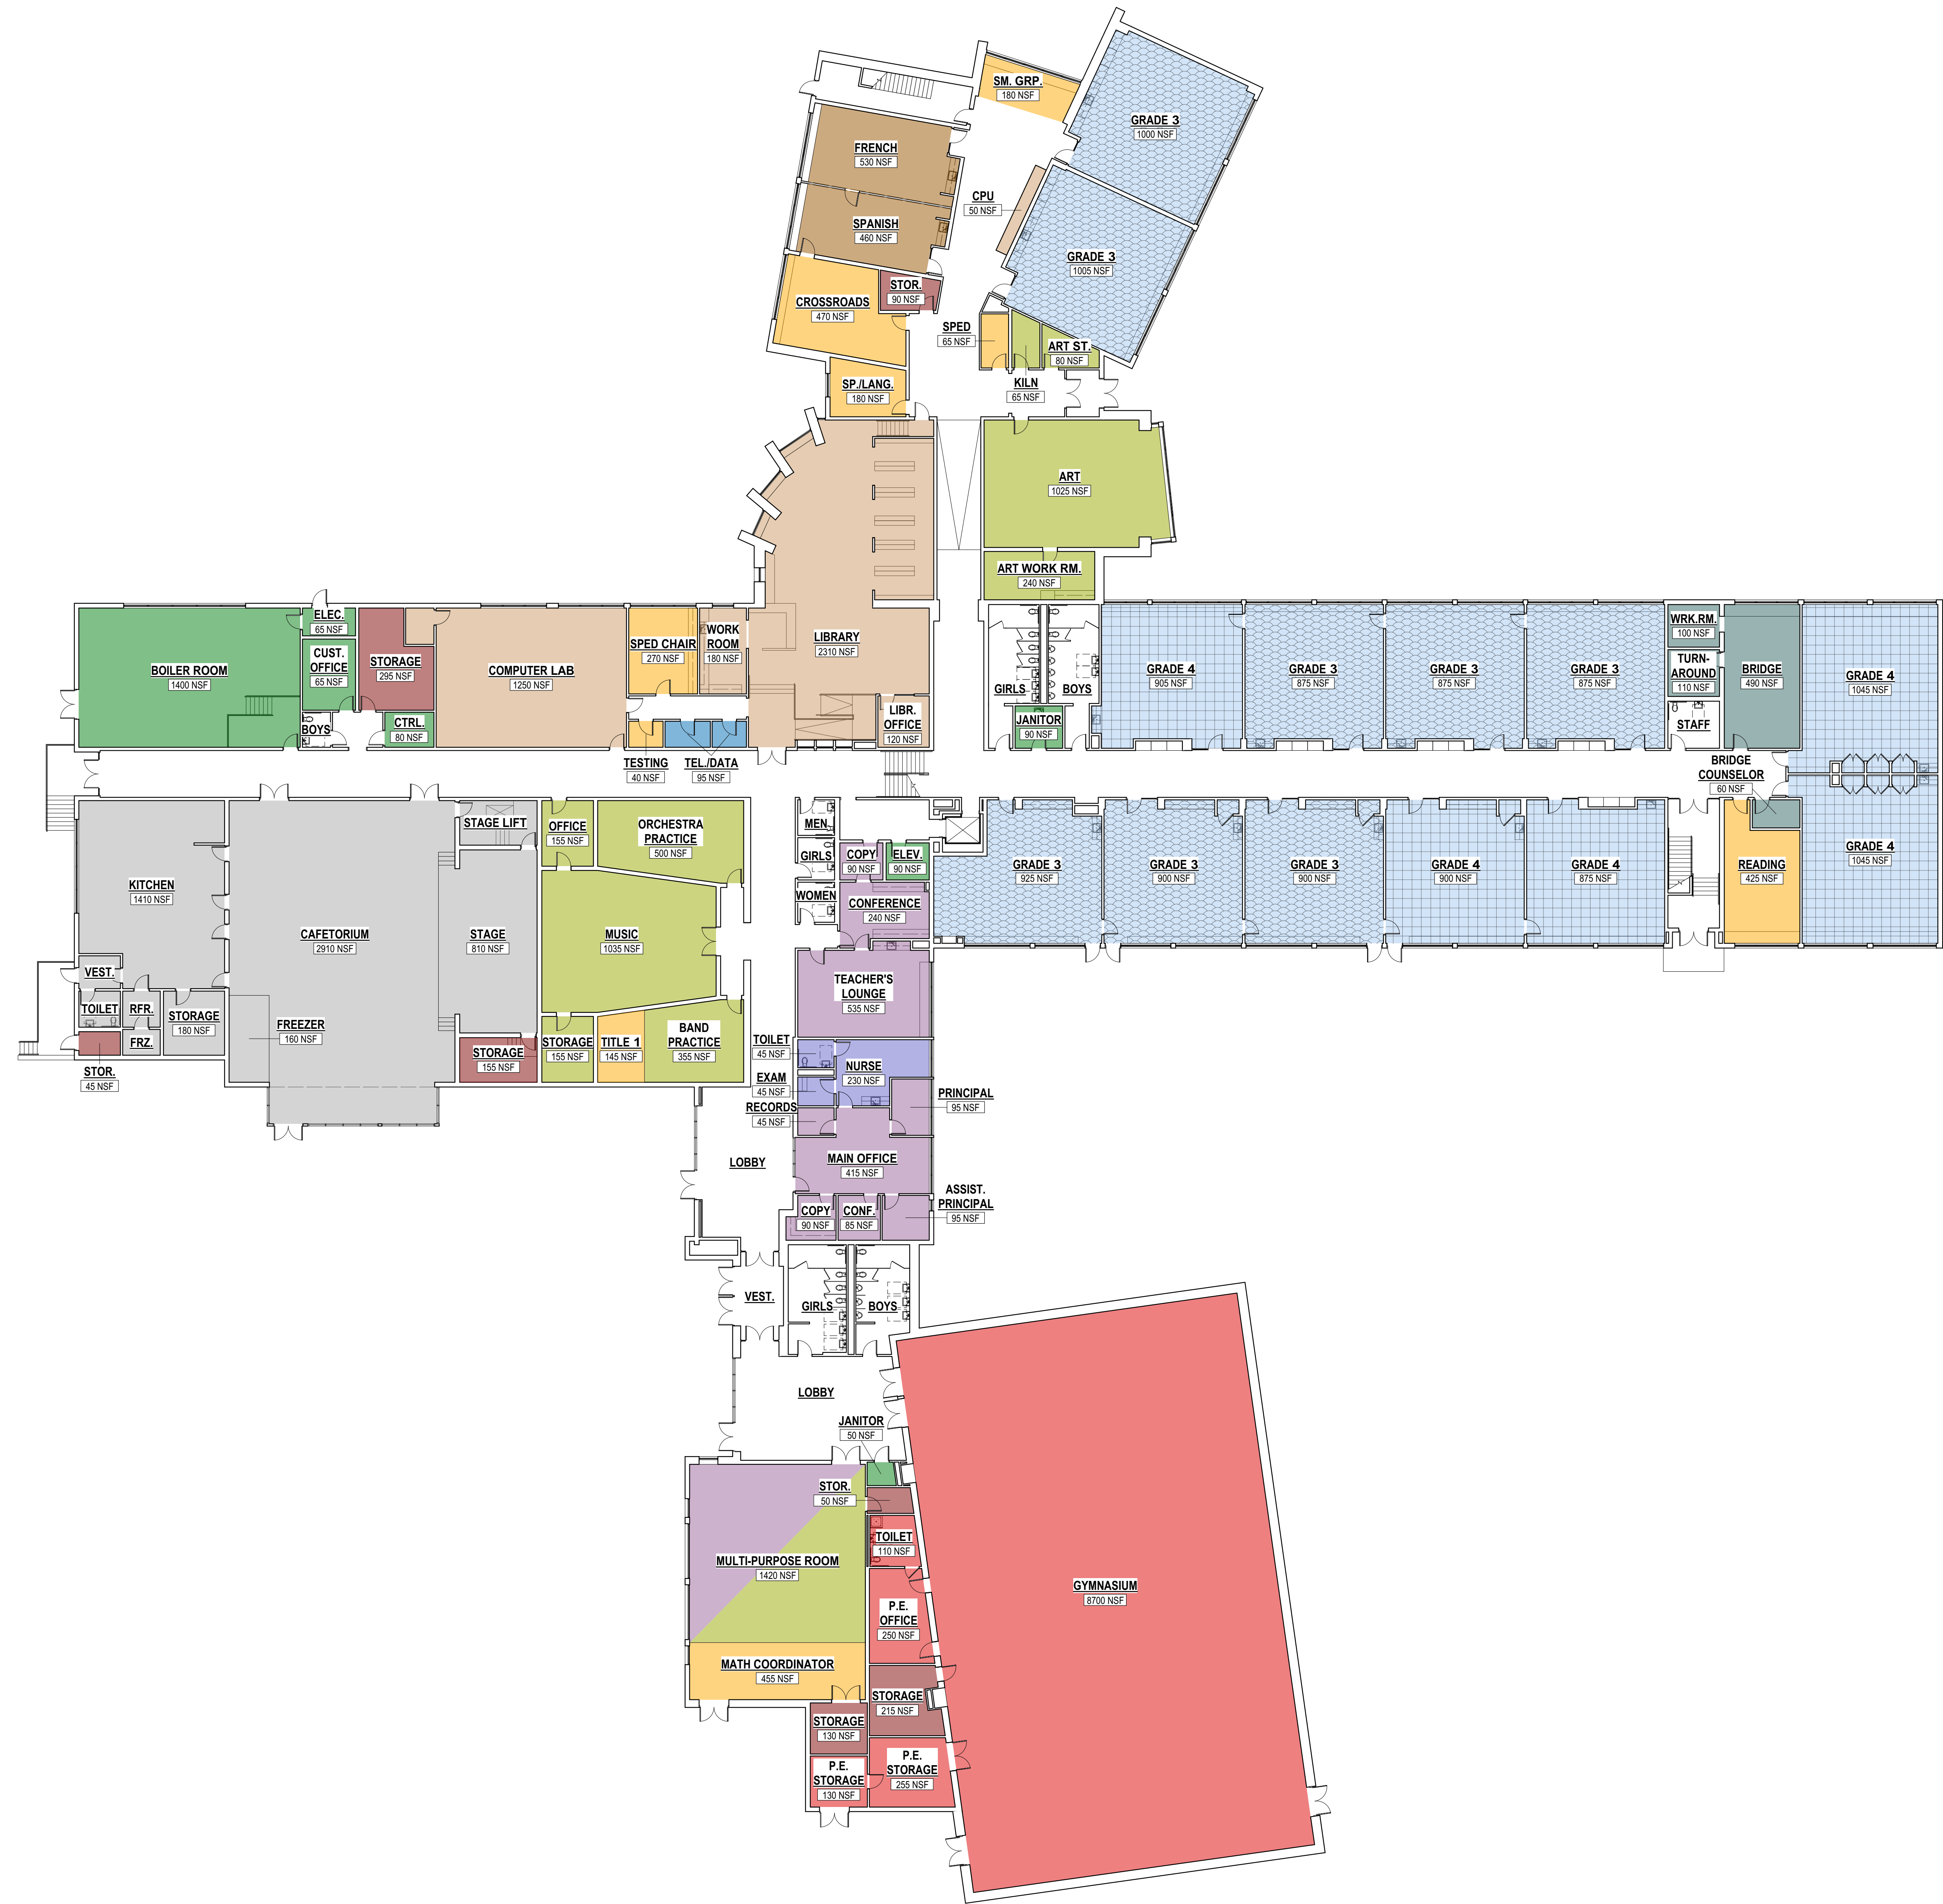 SM. GRP.
180 NSF
GRADE 3
1000 NSF
FRENCH
530 NSF
CPU
50 NSF
SPANISH
460 NSF
GRADE 3
1005 NSF
STOR.
90 NSF
CROSSROADS
470 NSF
SPED
65 NSF
ART ST.
80 NSF
SP./LANG.
180 NSF
KILN
65 NSF
ART
1025 NSF
ART WORK RM.
240 NSF
BOILER ROOM
1400 NSF
ELEC.
65 NSF
CUST.
OFFICE
65 NSF
BOYS
STORAGE
295 NSF
CTRL.
80 NSF
COMPUTER LAB
1250 NSF
SPED CHAIR
270 NSF
WORK
ROOM
180 NSF
LIBRARY
2310 NSF
LIBR.
OFFICE
120 NSF
TESTING
40 NSF
TEL./DATA
95 NSF
GIRLS
BOYS
JANITOR
90 NSF
GRADE 4
905 NSF
GRADE 3
875 NSF
GRADE 3
875 NSF
GRADE 3
875 NSF
WRK.RM.
100 NSF
TURN-
AROUND
110 NSF
STAFF
BRIDGE
490 NSF
GRADE 4
1045 NSF
BRIDGE
COUNSELOR
60 NSF
KITCHEN
1410 NSF
CAFETORIUM
2910 NSF
STAGE LIFT
STAGE
810 NSF
OFFICE
155 NSF
ORCHESTRA
PRACTICE
500 NSF
MUSIC
1035 NSF
MEN
GIRLS
WOMEN
COPY
90 NSF
ELEV.
90 NSF
CONFERENCE
240 NSF
GRADE 3
925 NSF
GRADE 3
900 NSF
GRADE 3
900 NSF
GRADE 4
900 NSF
GRADE 4
875 NSF
READING
425 NSF
GRADE 4
1045 NSF
VEST.
TOILET
RFR.
FRZ.
STORAGE
180 NSF
FREEZER
160 NSF
STOR.
45 NSF
STORAGE
155 NSF
STORAGE
155 NSF
TITLE 1
145 NSF
BAND
PRACTICE
355 NSF
TEACHER'S
LOUNGE
535 NSF
TOILET
45 NSF
NURSE
230 NSF
EXAM
45 NSF
RECORDS
45 NSF
PRINCIPAL
95 NSF
LOBBY
MAIN OFFICE
415 NSF
COPY
90 NSF
CONF.
85 NSF
ASSIST.
PRINCIPAL
95 NSF
VEST.
GIRLS
BOYS
LOBBY
JANITOR
50 NSF
STOR.
50 NSF
TOILET
110 NSF
MULTI-PURPOSE ROOM
1420 NSF
GYMNASIUM
8700 NSF
P.E.
OFFICE
250 NSF
MATH COORDINATOR
455 NSF
STORAGE
215 NSF
STORAGE
130 NSF
P.E.
STORAGE
255 NSF
P.E.
STORAGE
130 NSF